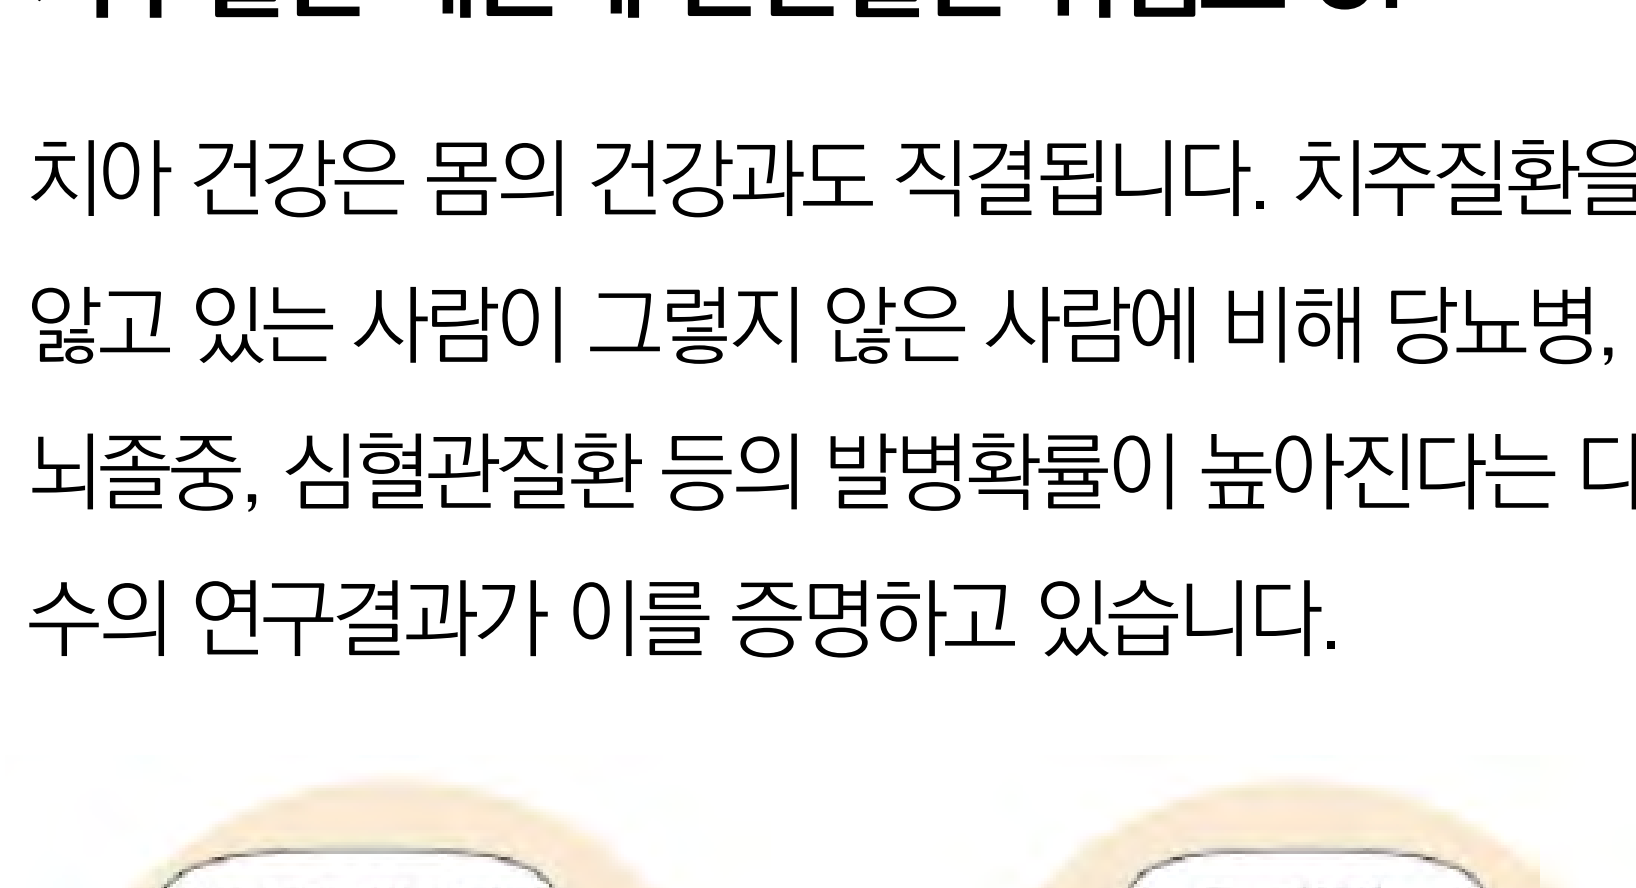 치아 건강은 몸의 건강과도 직결됩니다. 치주질환을
앓고 있는 사람이 그렇지 않은 사람에 비해 당뇨병,
뇌졸중, 심혈관질환 등의 발병확률이 높아진다는 다
수의 연구결과가 이를 증명하고 있습니다.